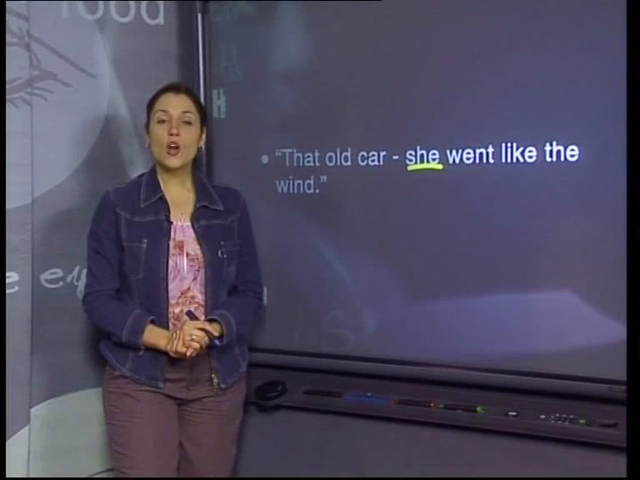 food
• “That old car - she went like the
wind.”